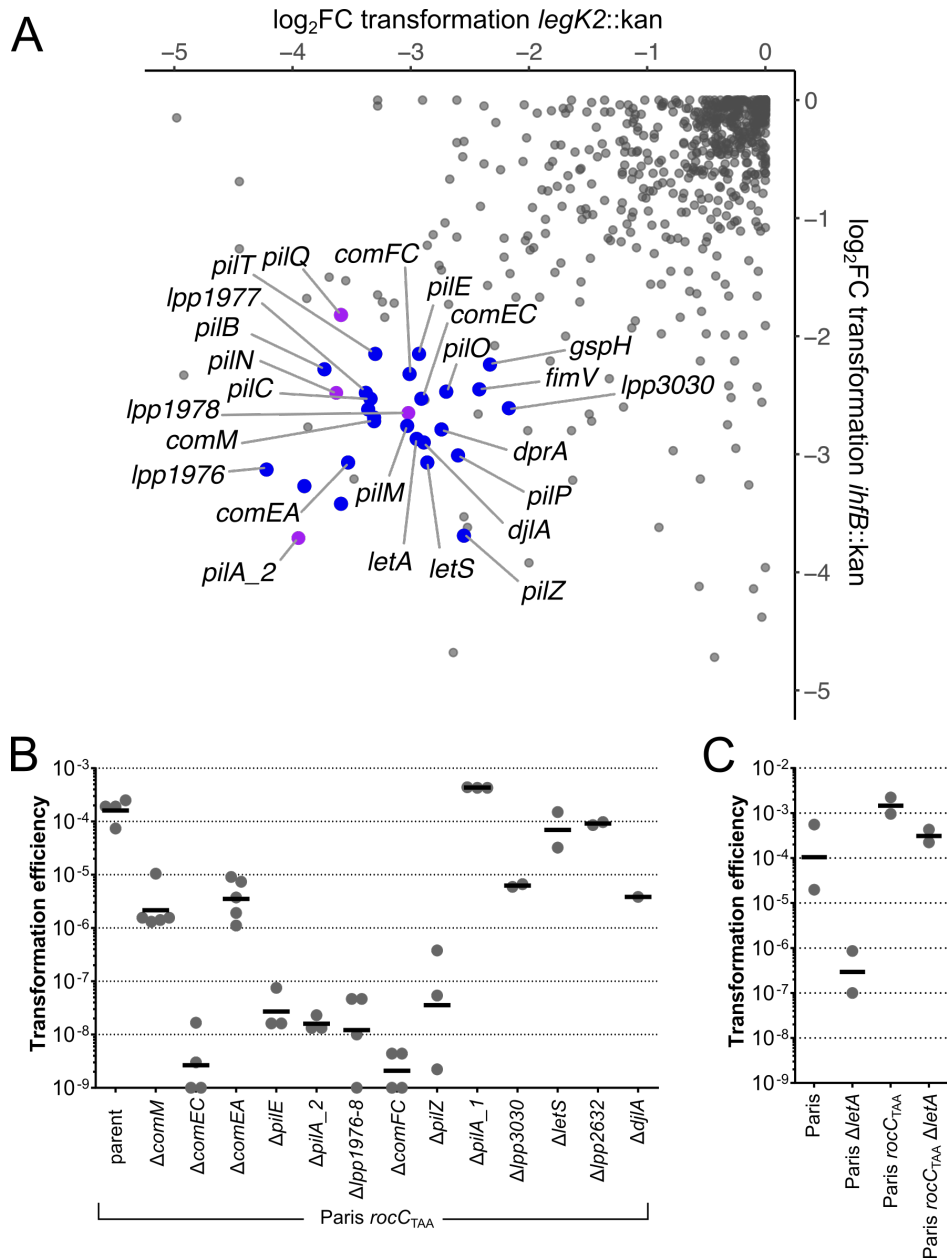 A
log₂FC transformation legK2::kan
−5 −4 −3 −2 −1 0
0
−1
−2
−3
−4
−5
log₂FC transformation ihfB::kan
pilT pilQ comFC
lpp1977 pilE
pilB comEC
pilN pilO gspH
pilC fimV
lpp1978 lpp3030
comM dprA
lpp1976 pilM pilP
comEA djlA
pilA_2 letA letS pilZ
B
Transformation efficiency
10⁻³
10⁻⁴
10⁻⁵
10⁻⁶
10⁻⁷
10⁻⁸
10⁻⁹
parent
ΔcomM
ΔcomEC
ΔcomEA
ΔpilE
ΔpilA_2
Δlpp1976-8
ΔcomFC
ΔpilZ
ΔpilA_1
Δlpp3030
ΔletS
Δlpp2632
ΔdjlA
Paris rocC_TAA
C
Transformation efficiency
10⁻²
10⁻³
10⁻⁴
10⁻⁵
10⁻⁶
10⁻⁷
10⁻⁸
10⁻⁹
Paris
Paris ΔletA
Paris rocC_TAA
Paris rocC_TAA ΔletA